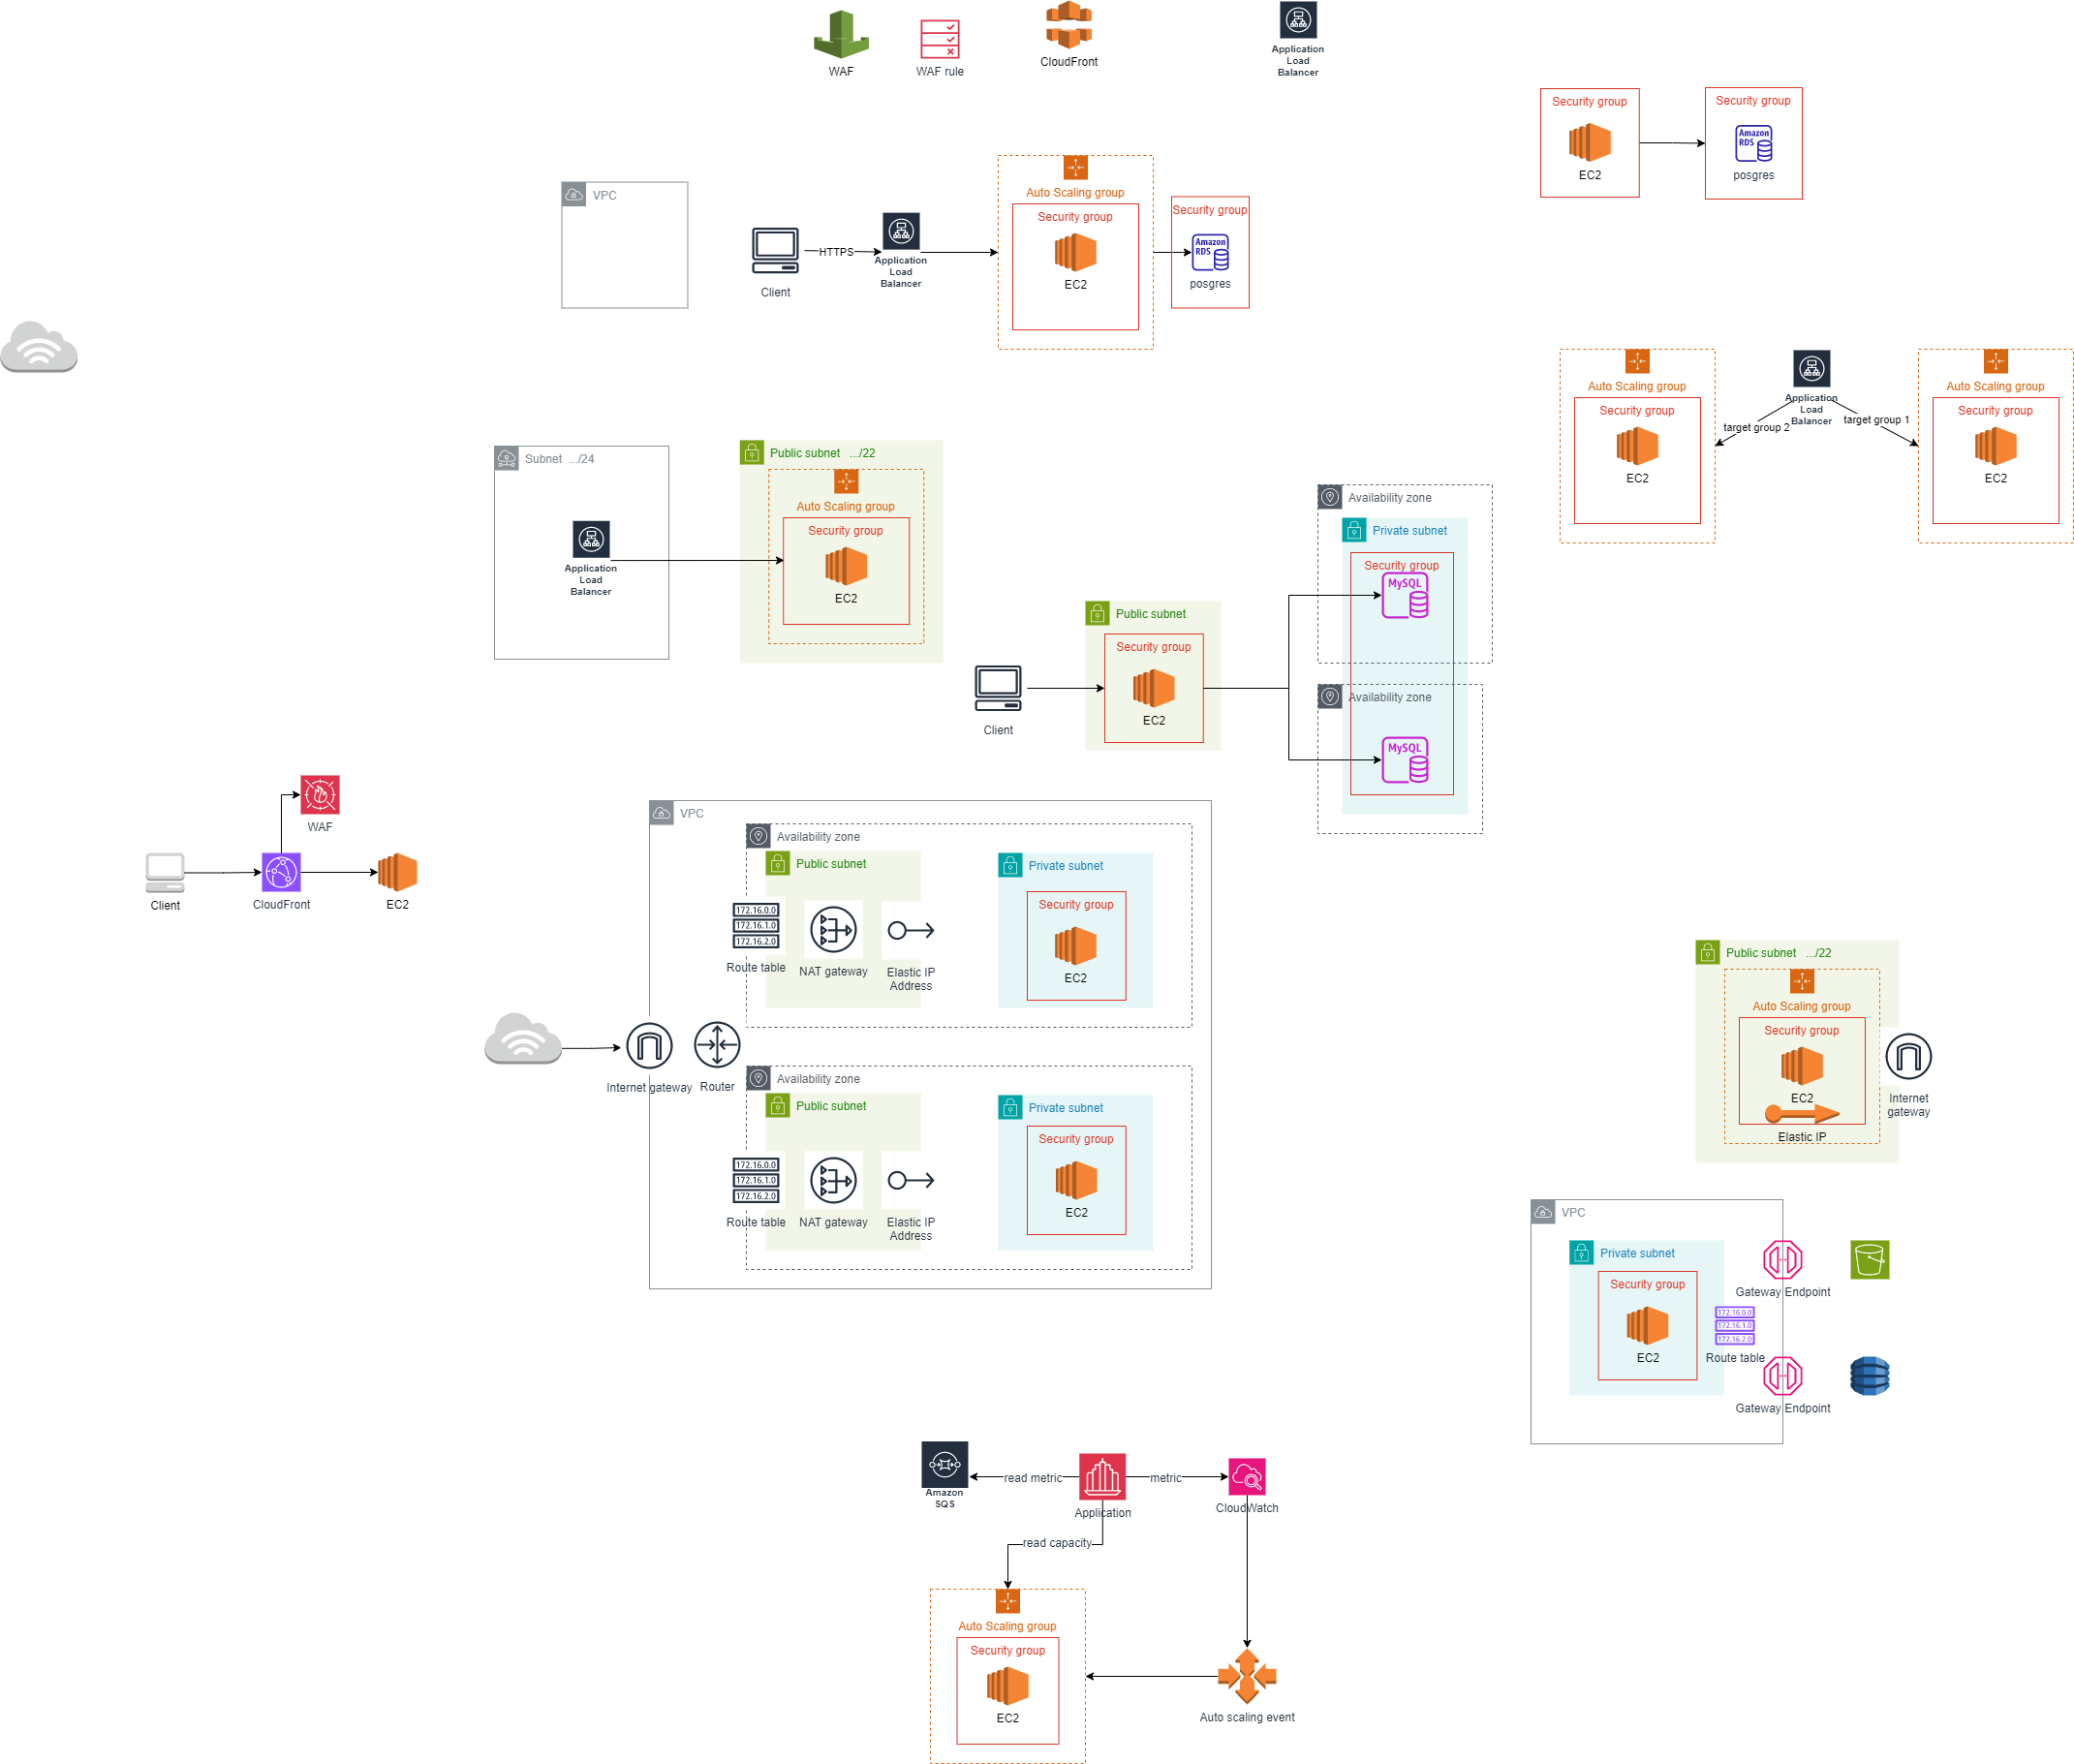 WAF
WAF rule
CloudFront
Application
Load
Balancer
Security group
EC2
Security group
Amazon
RDS
posgres
VPC
Client
HTTPS
Application
Load
Balancer
Auto Scaling group
Security group
EC2
Security group
Amazon
RDS
posgres
Auto Scaling group
Security group
EC2
target group 2
Application
Load
Balancer
target group 1
Auto Scaling group
Security group
EC2
Subnet .../24
Application
Load
Balancer
Public subnet .../22
Auto Scaling group
Security group
EC2
Client
Public subnet
Security group
EC2
Availability zone
Private subnet
Security group
MySQL
Availability zone
MySQL
WAF
Client
CloudFront
EC2
VPC
Availability zone
Public subnet
172.16.0.0
172.16.1.0
172.16.2.0
Route table
NAT gateway
Elastic IP
Address
Private subnet
Security group
EC2
Internet gateway
Router
Availability zone
Public subnet
172.16.0.0
172.16.1.0
172.16.2.0
Route table
NAT gateway
Elastic IP
Address
Private subnet
Security group
EC2
Public subnet .../22
Auto Scaling group
Security group
EC2
Elastic IP
Internet
gateway
VPC
Private subnet
Security group
EC2
172.16.0.0
172.16.1.0
172.16.2.0
Route table
Gateway Endpoint
Gateway Endpoint
Amazon
SQS
read metric
Application
metric
CloudWatch
read capacity
Auto Scaling group
Security group
EC2
Auto scaling event